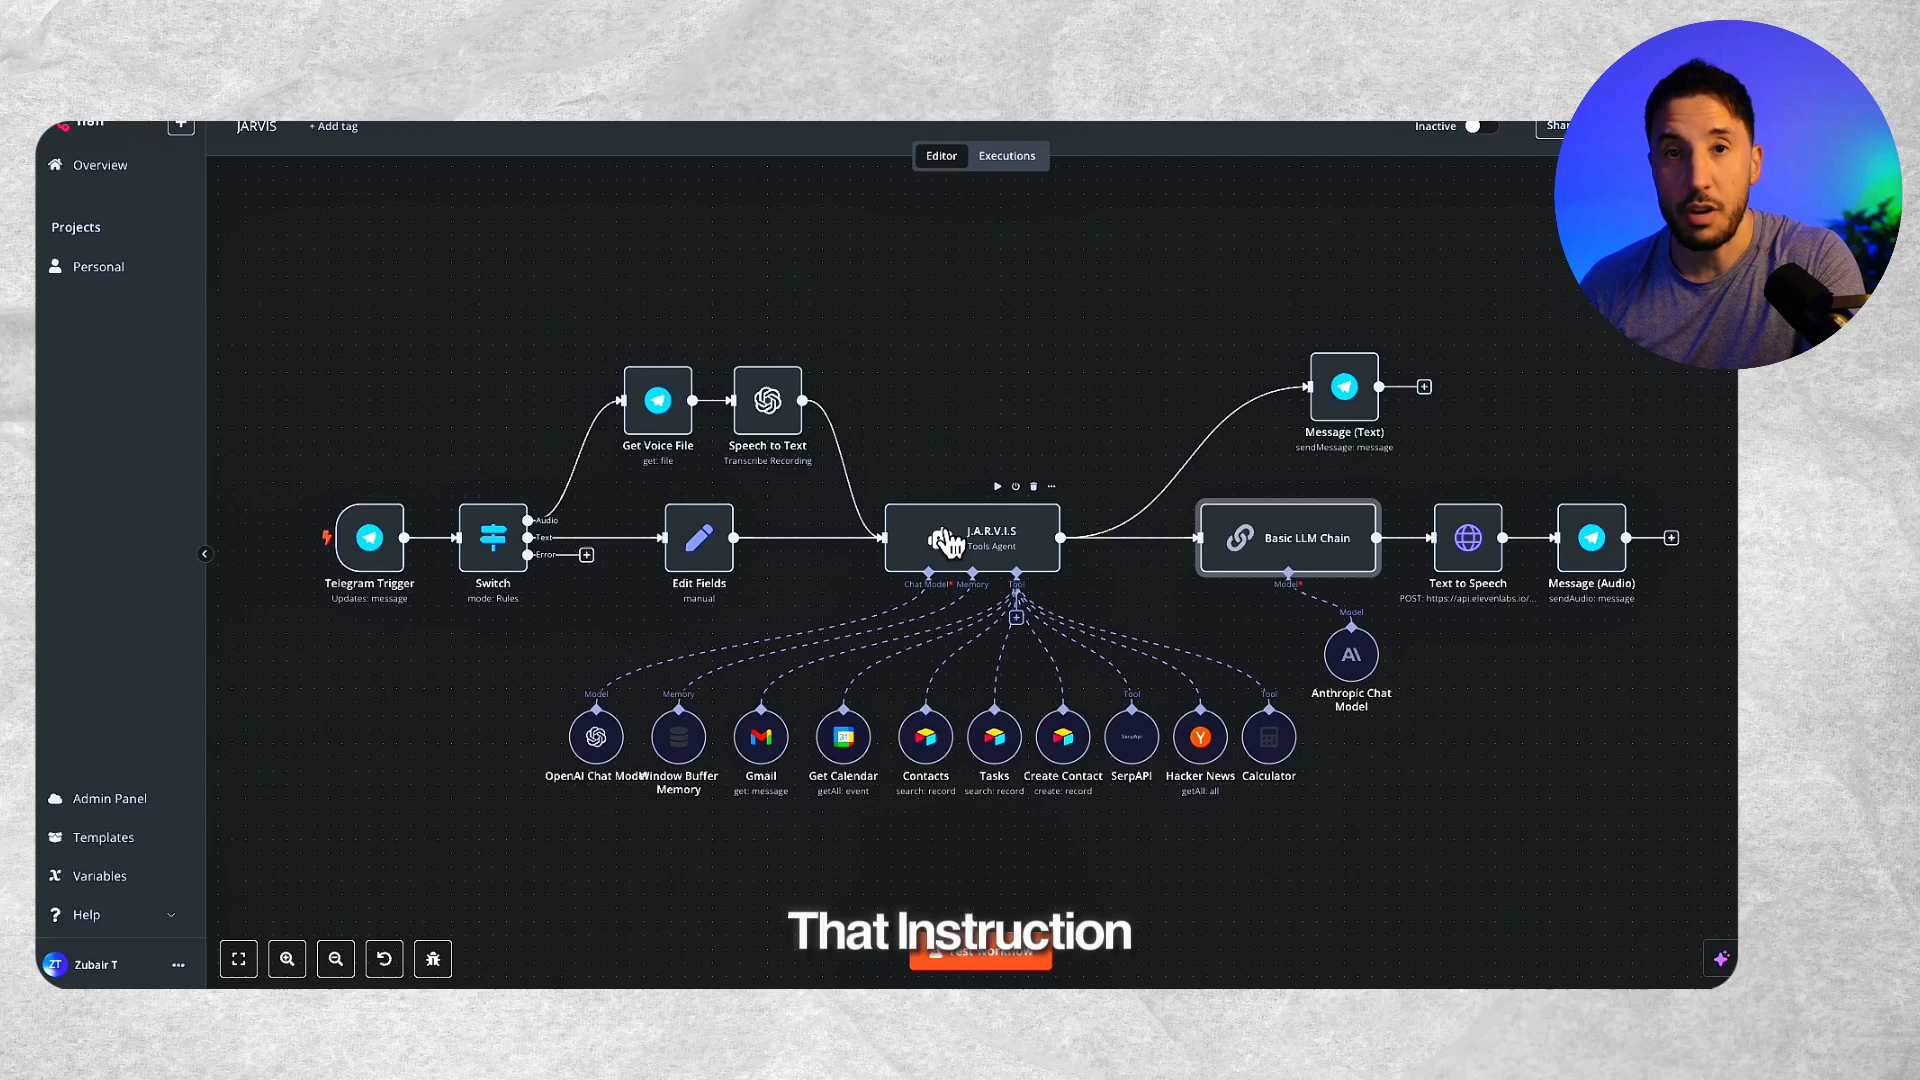 JARVIS
+ Add tag
Inactive
Editor
Executions
Overview
Projects
Personal
Get Voice File
get: file
Speech to Text
Transcribe Recording
Message (Text)
sendMessage: message
Audio
Text
Error
J.A.R.V.I.S
Tools Agent
Basic LLM Chain
Telegram Trigger
Updates: message
Switch
mode: Rules
Edit Fields
manual
Chat Model*
Memory
Tool
Model*
Text to Speech
POST: https://api.elevenlabs.io/...
Message (Audio)
sendAudio: message
Model
Anthropic Chat
Model
Model
Memory
Tool
Tool
SerpApi
31
Y
OpenAI Chat Model
Window Buffer
Memory
Gmail
get: message
Get Calendar
getAll: event
Contacts
search: record
Tasks
search: record
Create Contact
create: record
SerpAPI
Hacker News
getAll: all
Calculator
Admin Panel
Templates
Variables
Help
That Instruction
ZT
Zubair T